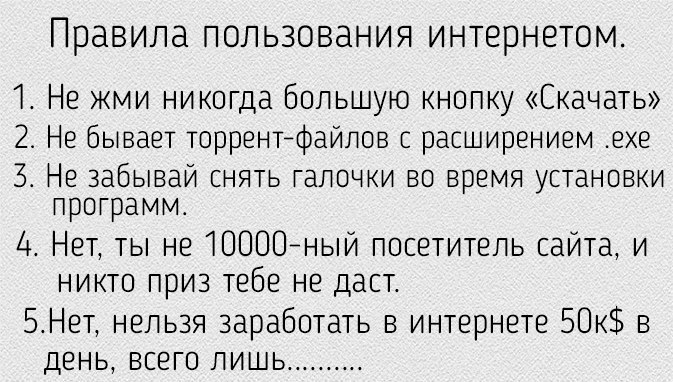 Правила пользования интернетом.
1. Не жми никогда большую кнопку «Скачать»
2. Не бывает торрент-файлов с расширением .exe
3. Не забывай снять галочки во время установки
программ.
4. Нет, ты не 10000-ный посетитель сайта, и
никто приз тебе не даст.
5.Нет, нельзя заработать в интернете 50к$ в
день, всего лишь..........